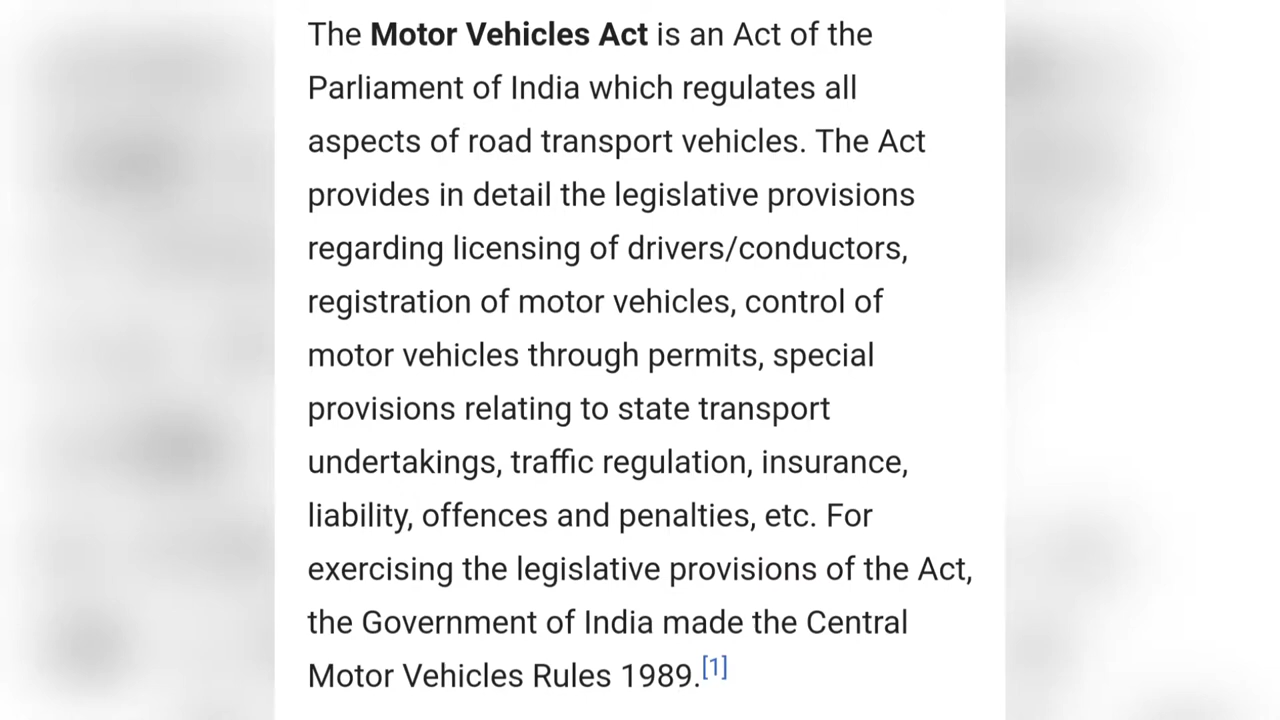 The Motor Vehicles Act is an Act of the
Parliament of India which regulates all
aspects of road transport vehicles. The Act
provides in detail the legislative provisions
regarding licensing of drivers/conductors,
registration of motor vehicles, control of
motor vehicles through permits, special
provisions relating to state transport
undertakings, traffic regulation, insurance,
liability, offences and penalties, etc. For
exercising the legislative provisions of the Act,
the Government of India made the Central
Motor Vehicles Rules 1989.[1]